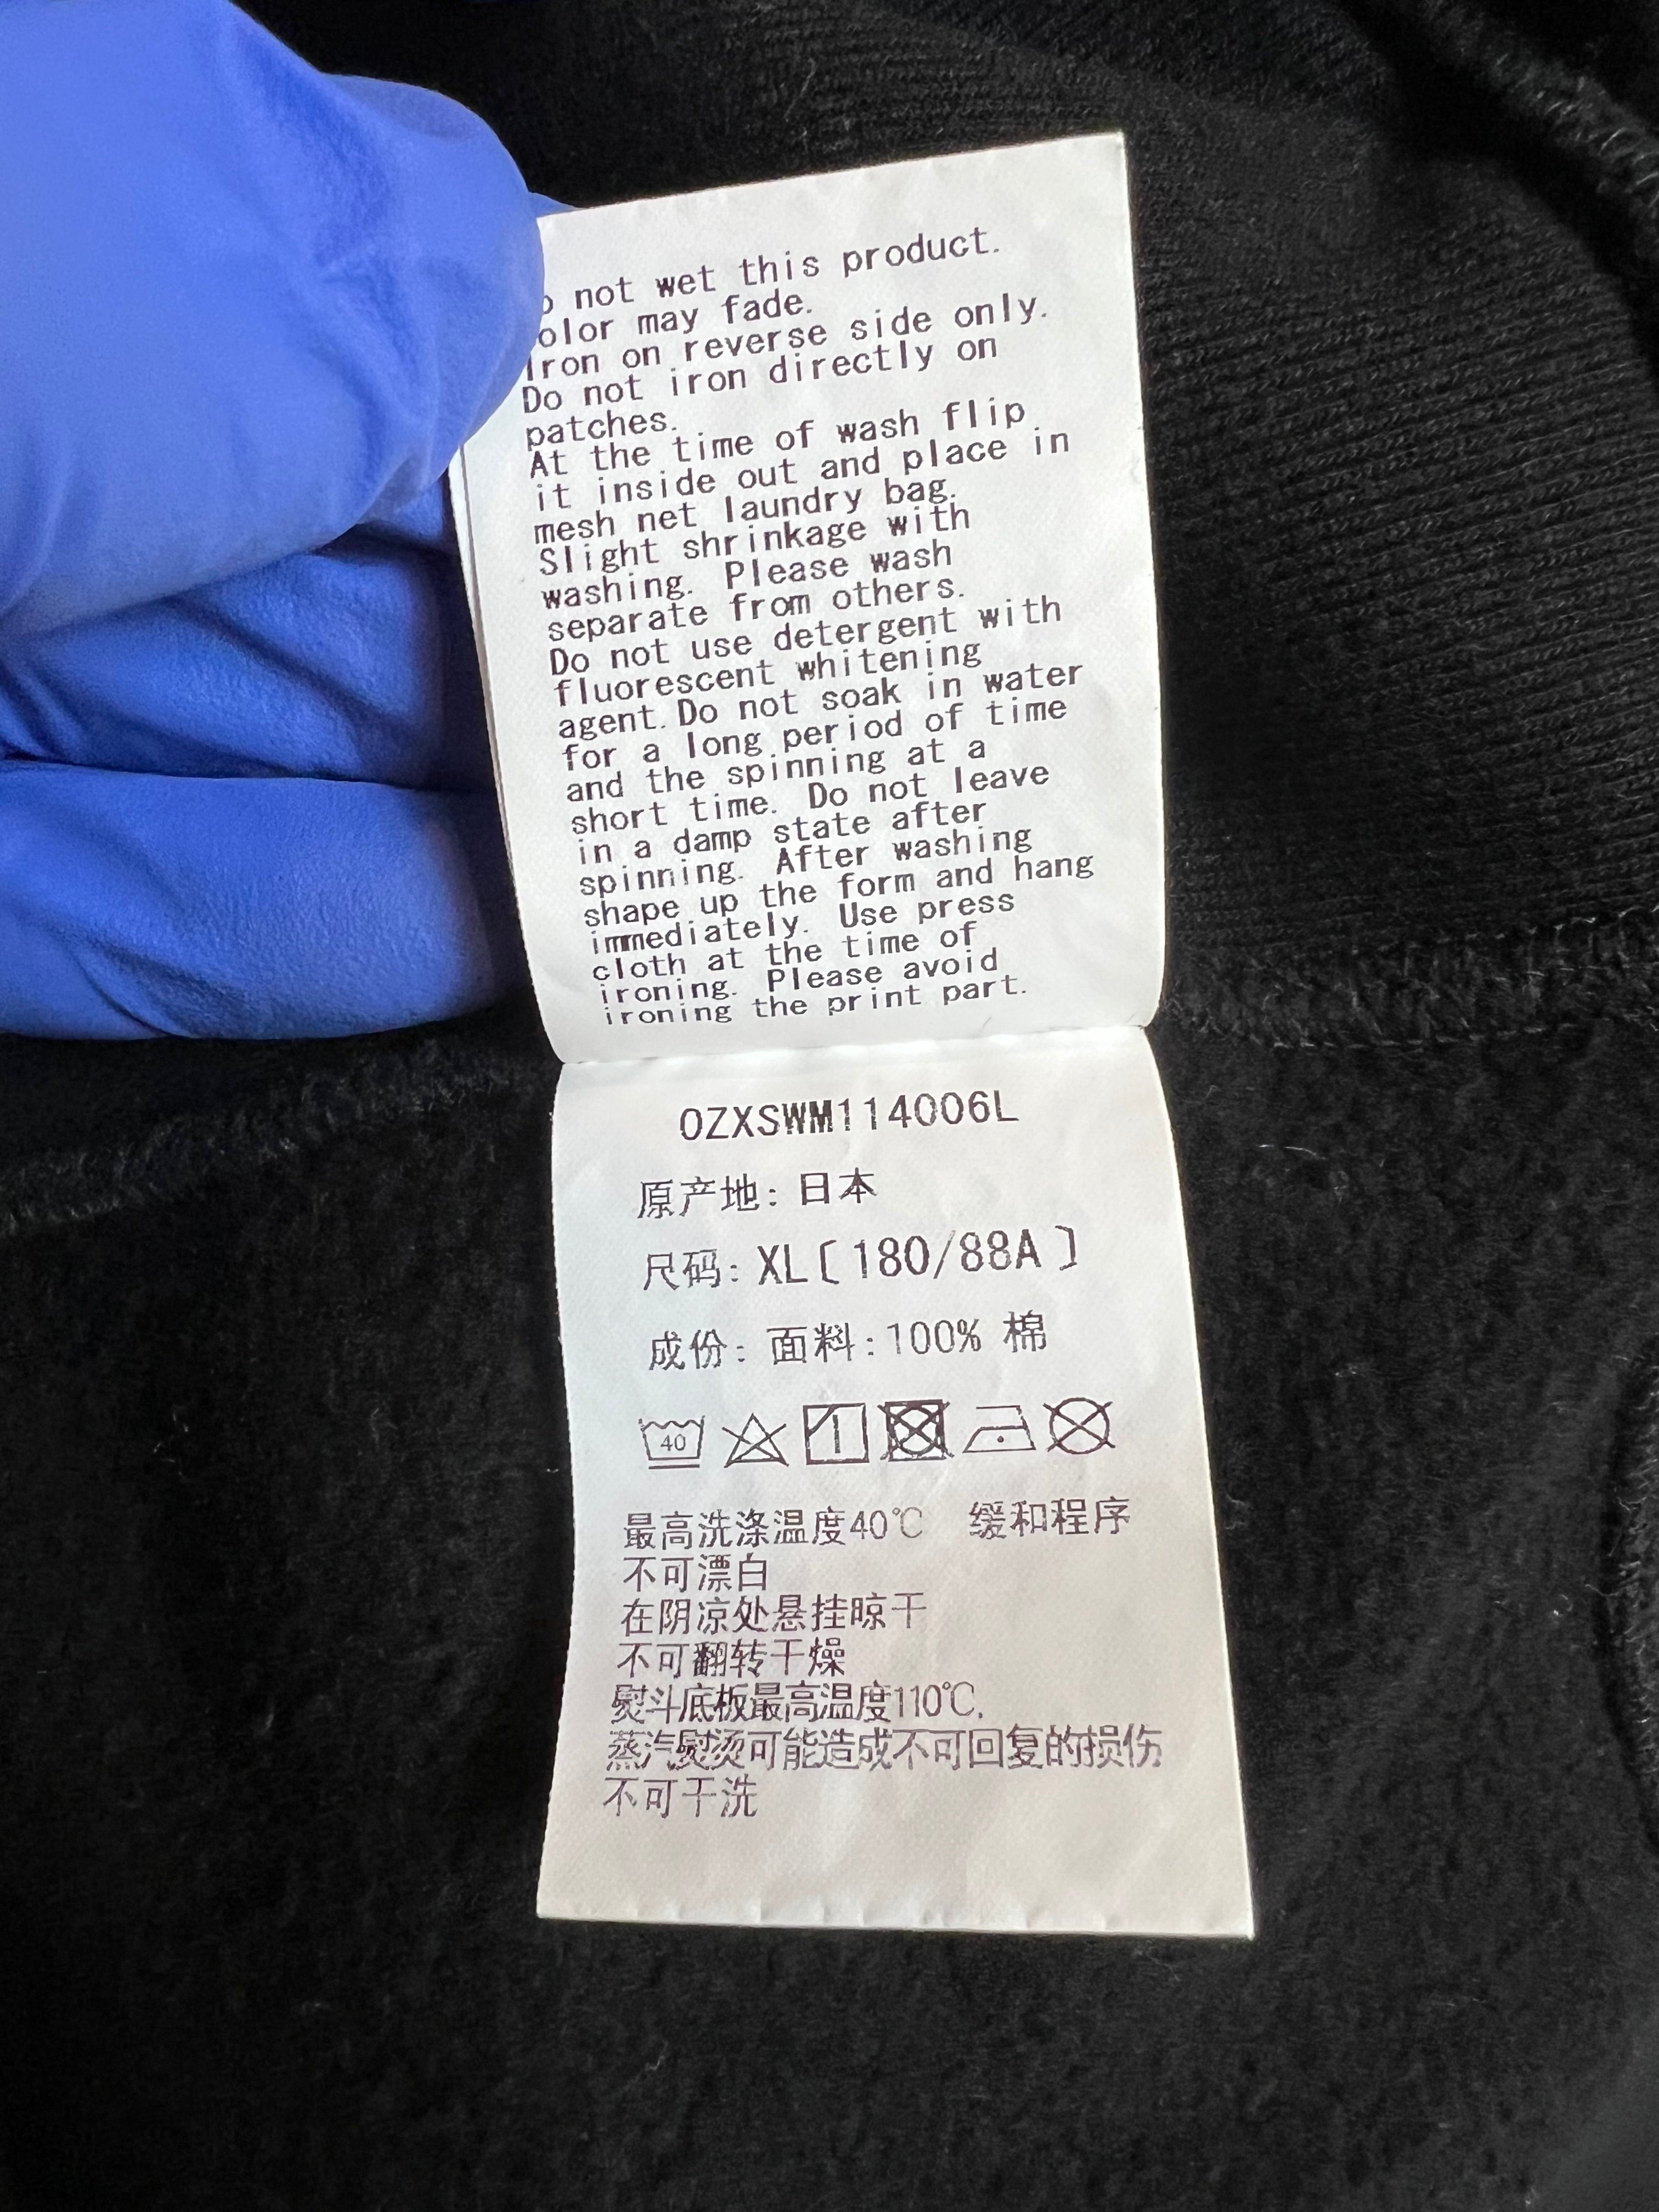 not wet this product.
olor may fade.
Iron on reverse side only.
Do not iron directly on
patches.
At the time of wash flip
it inside out and place in
mesh net laundry bag.
Slight shrinkage with
washing. Please wash
separate from others.
Do not use detergent with
fluorescent whitening
agent.Do not soak in water
for a long period of time
and the spinning at a
short time. Do not leave
in a damp state after
spinning. After washing
shape up the form and hang
immediately. Use press
cloth at the time of
ironing. Please avoid
ironing the print part.
OZXSWM114006L
原产地: 日本
尺码: XL[180/88A]
成份: 面料:100% 棉
40
最高洗涤温度40℃ 缓和程序
不可漂白
在阴凉处悬挂晾干
不可翻转干燥
熨斗底板最高温度110℃,
蒸汽熨烫可能造成不可回复的损伤
不可干洗